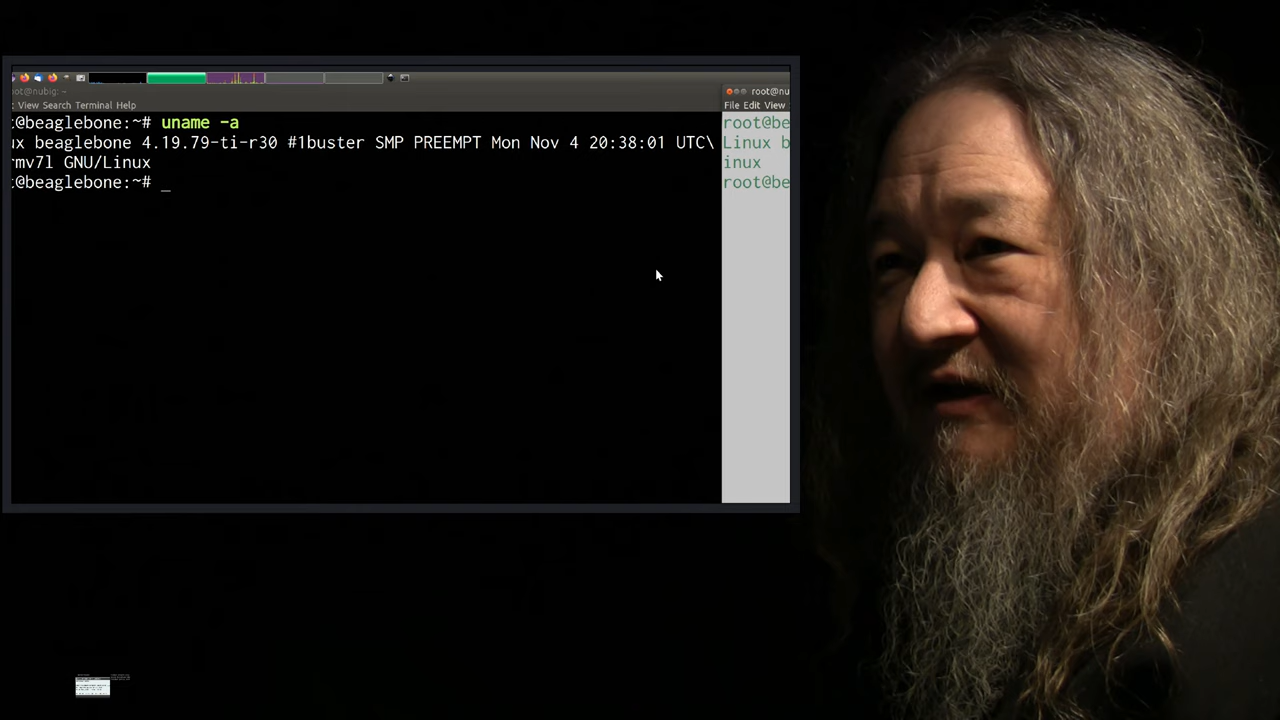 ot@nubig: ~
View Search Terminal Help
@beaglebone:~# uname -a
ux beaglebone 4.19.79-ti-r30 #1buster SMP PREEMPT Mon Nov 4 20:38:01 UTC\
rmv7l GNU/Linux
@beaglebone:~# _
root@nu
File Edit View
root@be
Linux b
inux
root@be